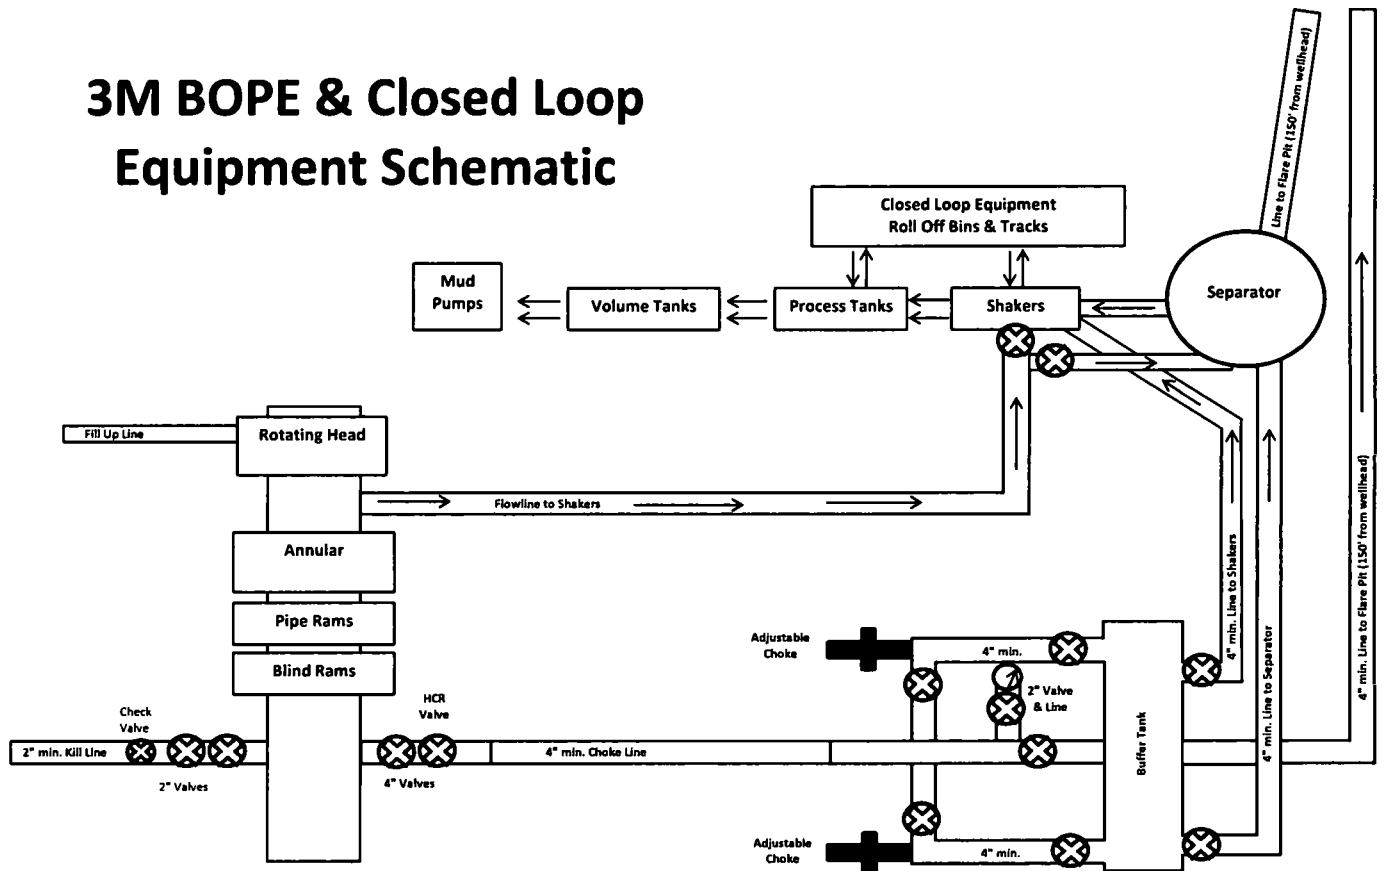 3M BOPE & Closed Loop
Equipment Schematic
Line to Flare Pit (150' from wellhead)
Closed Loop Equipment
Roll Off Bins & Tracks
Mud
Pumps
Volume Tanks
Process Tanks
Shakers
Separator
Fill Up Line
Rotating Head
Flowline to Shakers
Annular
Pipe Rams
Blind Rams
Adjustable
Choke
4" min.
2" Valve
& Line
Buffer Tank
4" min. Line to Shakers
4" min. Line to Separator
4" min. Line to Flare Pit (150' from wellhead)
Check
Valve
HCR
Valve
2" min. Kill Line
4" min. Choke Line
2" Valves
4" Valves
Adjustable
Choke
4" min.